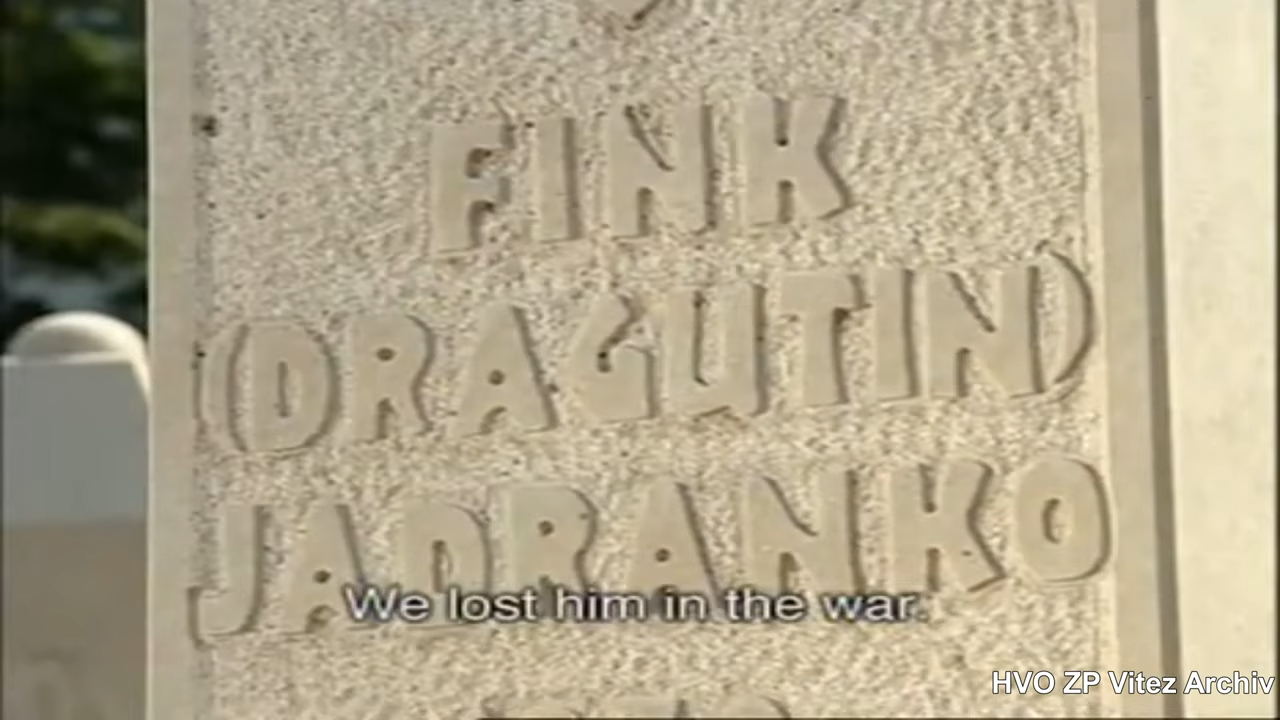 FINK
(DRAGUTIN)
JADRANKO
We lost him in the war.
HVO ZP Vitez Archiv